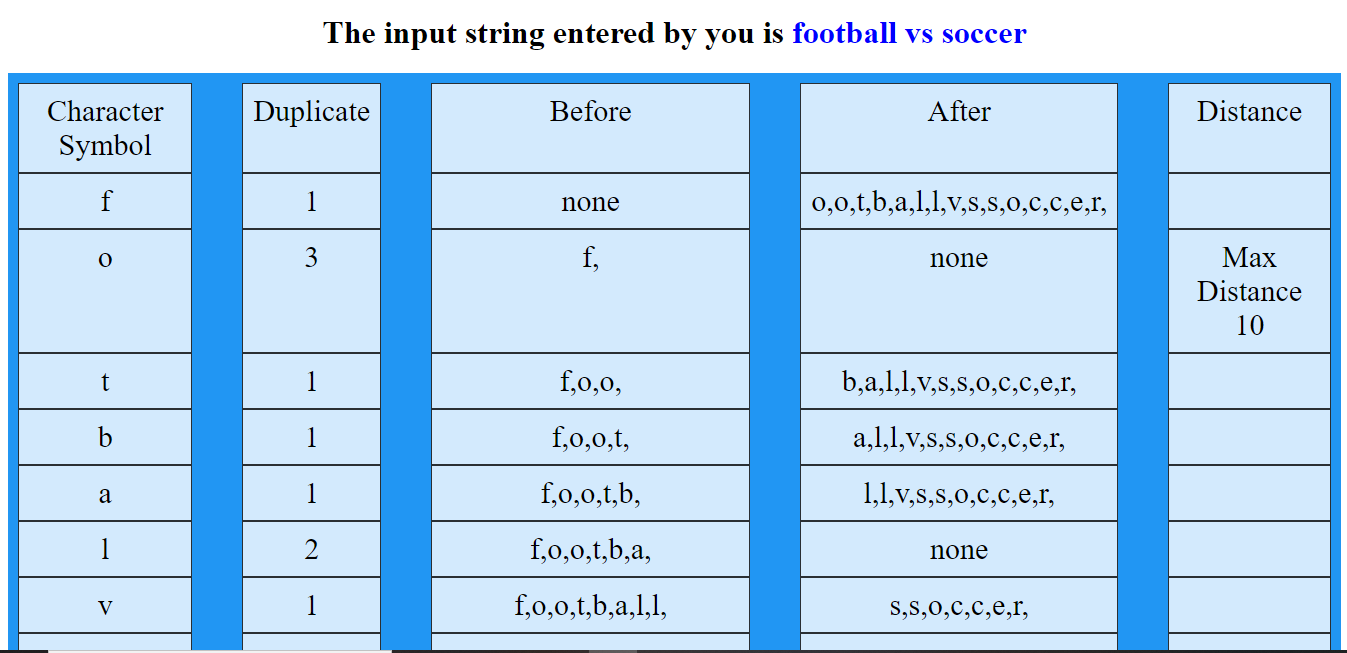 The input string entered by you is football vs soccer
Character Symbol Duplicate Before After Distance
f 1 none o,o,t,b,a,l,l,v,s,s,o,c,c,e,r,
o 3 f, none Max Distance 10
t 1 f,o,o, b,a,l,l,v,s,s,o,c,c,e,r,
b 1 f,o,o,t, a,l,l,v,s,s,o,c,c,e,r,
a 1 f,o,o,t,b, l,l,v,s,s,o,c,c,e,r,
l 2 f,o,o,t,b,a, none
v 1 f,o,o,t,b,a,l,l, s,s,o,c,c,e,r,